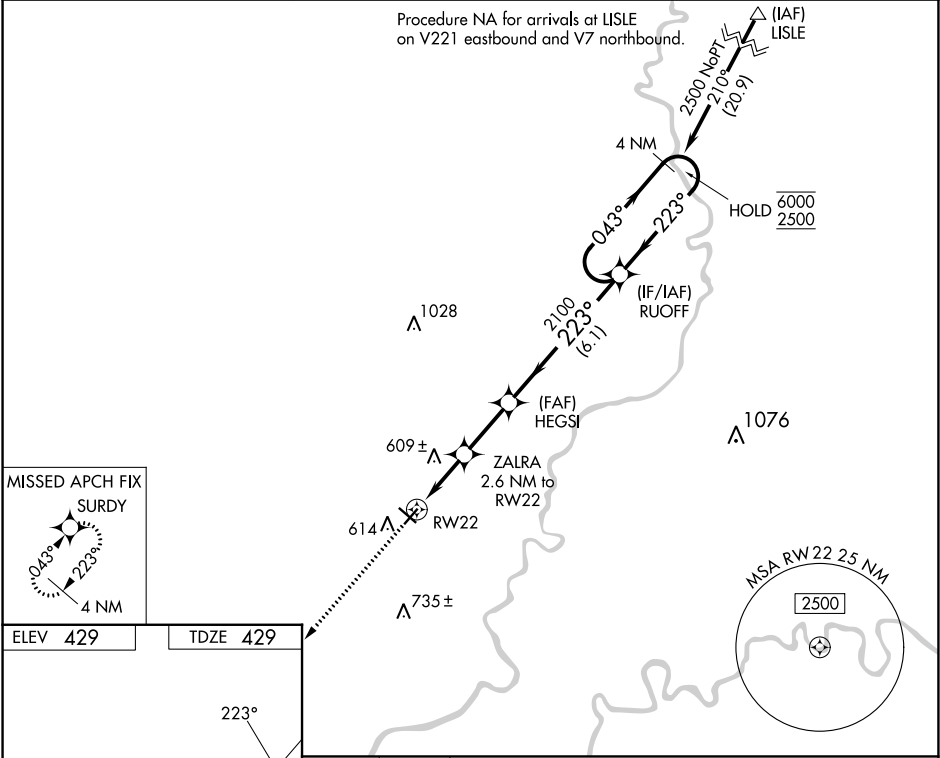 Procedure NA for arrivals at LISLE
on V221 eastbound and V7 northbound.
(IAF)
LISLE
2500 NoPT
210°
(20.9)
4 NM
HOLD 6000
2500
043°
223°
(IF/IAF)
RUOFF
2100
223°
(6.1)
1028
(FAF)
HEGSI
1076
609±
ZALRA
2.6 NM to
RW22
MISSED APCH FIX
SURDY
043°
223°
4 NM
614
RW22
735±
MSA RW22 25 NM
2500
ELEV 429
TDZE 429
223°